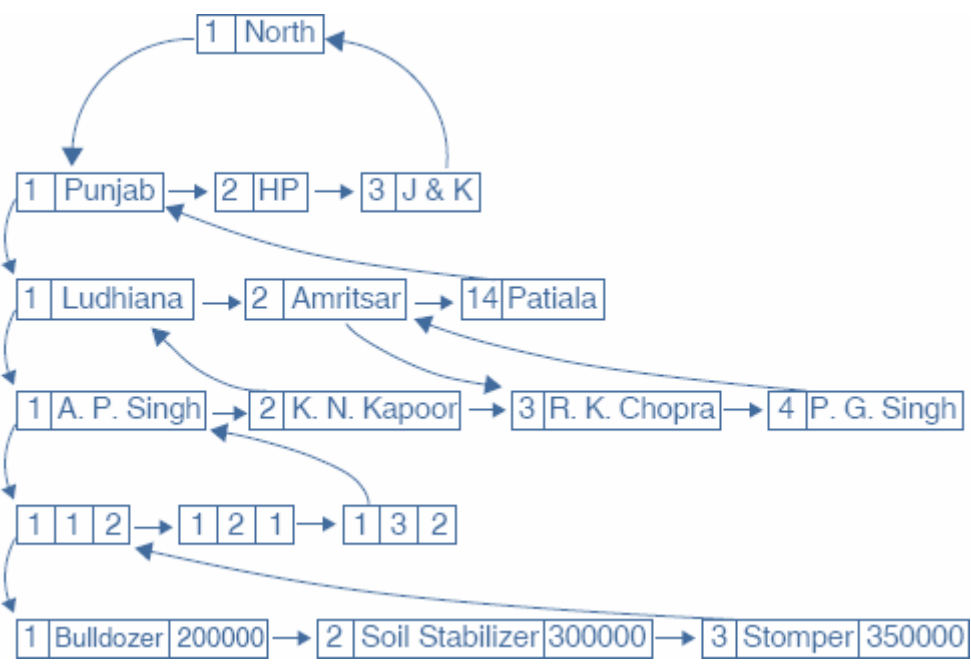 1 North
1 Punjab 2 HP 3 J & K
1 Ludhiana 2 Amritsar 14 Patiala
1 A. P. Singh 2 K. N. Kapoor 3 R. K. Chopra 4 P. G. Singh
1 1 2 1 2 1 1 3 2
1 Bulldozer 200000 2 Soil Stabilizer 300000 3 Stomper 350000